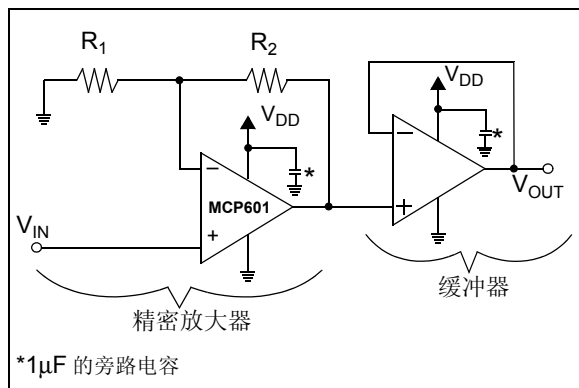 R1
R2
VDD
VDD
*
*
−
−
MCP601
VOUT
VIN
+
+
缓冲器
精密放大器
*1μF 的旁路电容